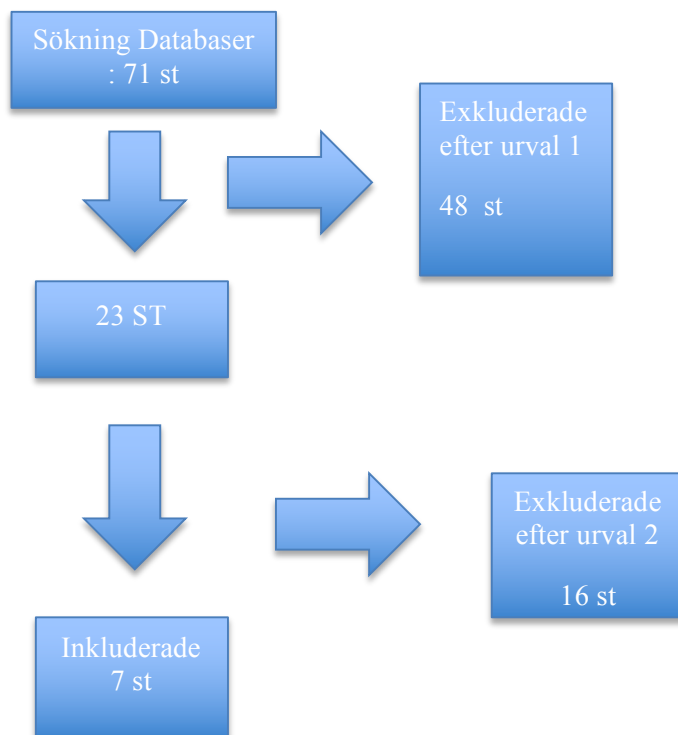 Sökning Databaser
: 71 st
Exkluderade
efter urval 1
48 st
23 ST
Exkluderade
efter urval 2
16 st
Inkluderade
7 st